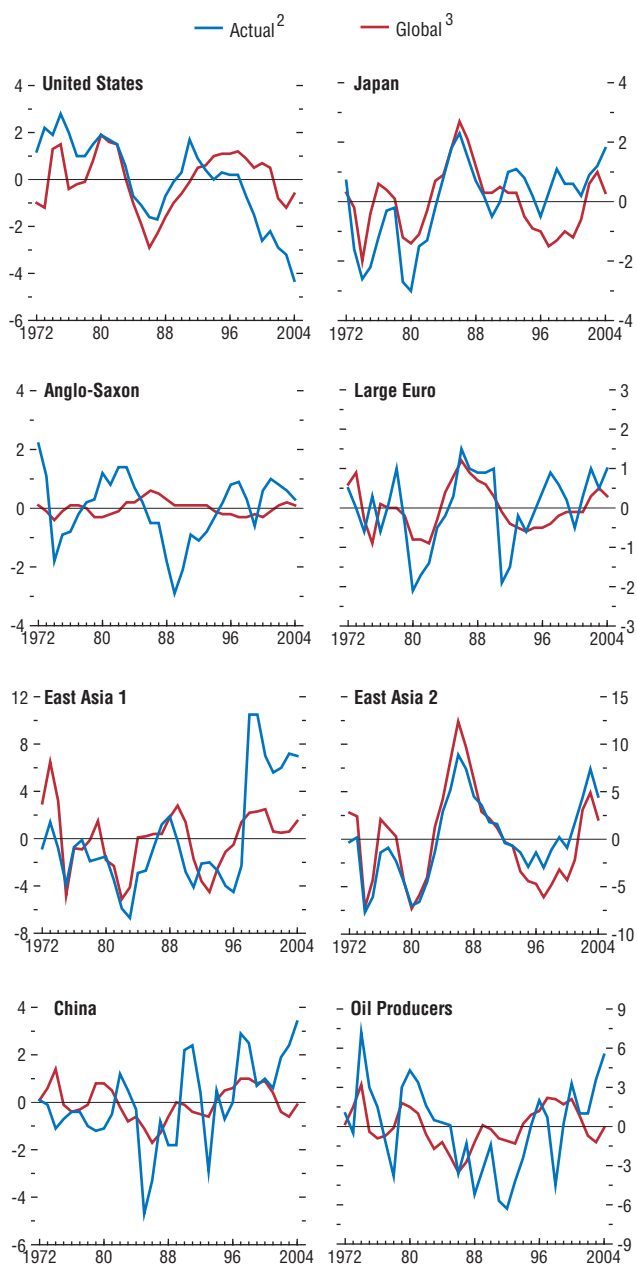 Actual2 Global3
United States
4
2
0
-2
-4
-6
1972 80 88 96 2004
Japan
4
2
0
-2
-4
1972 80 88 96 2004
Anglo-Saxon
4
2
0
-2
-4
1972 80 88 96 2004
Large Euro
3
2
1
0
-1
-2
-3
1972 80 88 96 2004
East Asia 1
12
8
4
0
-4
-8
1972 80 88 96 2004
East Asia 2
15
10
5
0
-5
-10
1972 80 88 96 2004
China
4
2
0
-2
-4
-6
1972 80 88 96 2004
Oil Producers
9
6
3
0
-3
-6
-9
1972 80 88 96 2004